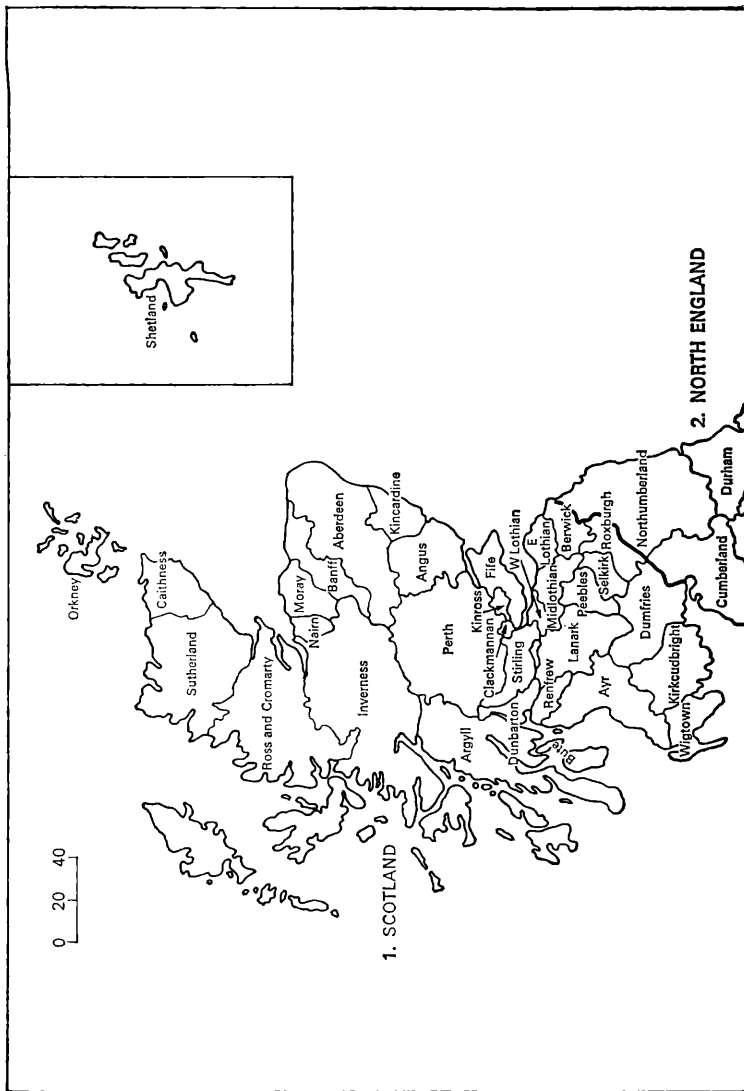 Shetland
Orkney
Caithness
Sutherland
Ross and Cromarty
0 20 40
Moray
Nairn
Banff
Aberdeen
Inverness
Kincardine
1. SCOTLAND
Angus
Perth
Argyll
Kinross
Fife
Clackmannan
Stirling
Dunbarton
W Lothian
E
Lothian
Midlothian
Renfrew
Bute
Berwick
Peebles
Lanark
Selkirk
Roxburgh
Ayr
Northumberland
Dumfries
Kirkcudbright
Wigtown
2. NORTH ENGLAND
Cumberland
Durham